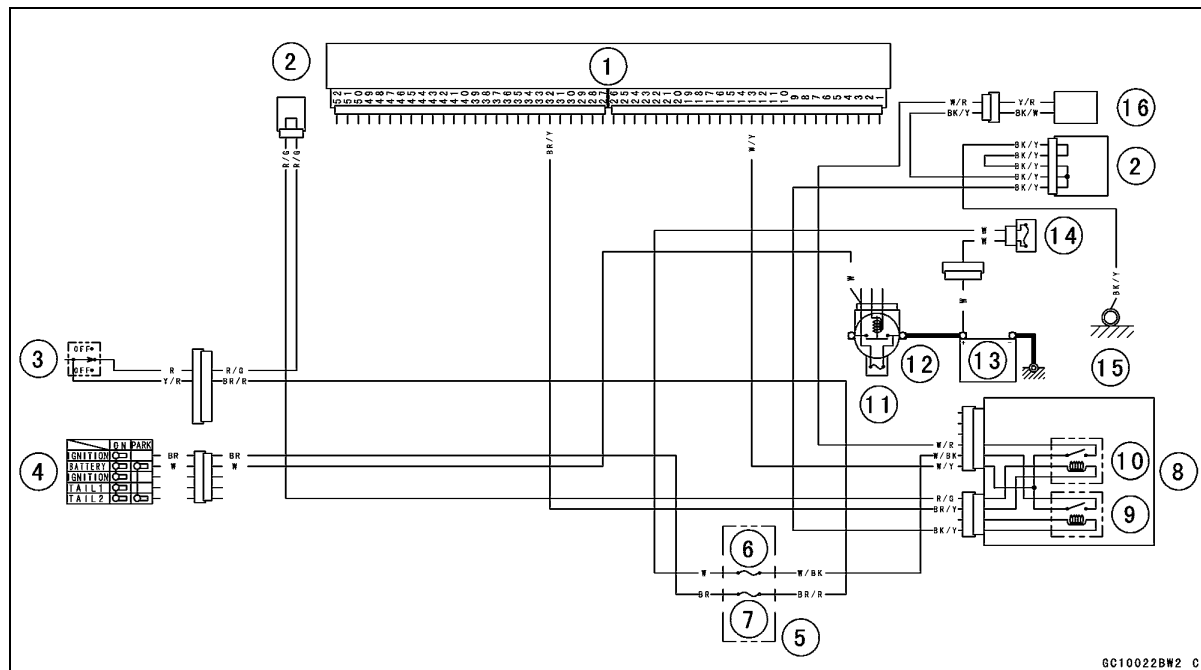 2
1
52 51 50 49 48 47 46 45 44 43 42 41 40 39 38 37 36 35 34 33 32 31 30 29 28 27 26 25 24 23 22 21 20 19 18 17 16 15 14 13 12 11 10 9 8 7 6 5 4 3 2 1
W/R Y/R
BK/Y BK/W
16
BR/Y
W/Y
R/G
R/G
BK/Y
BK/Y
BK/Y
BK/Y
BK/Y
2
W
W
14
W
W
BK/Y
12
+ -
13
15
11
3
OFF
OFF
R R/G
Y/R BR/R
4
ON PARK
IGNITION
BATTERY
IGNITION
TAIL1
TAIL2
BR BR
W W
W/R
W/BK
W/Y
10
8
R/G
BR/Y
BK/Y
9
6
W W/BK
BR BR/R
7
5
GC10022BW2 C